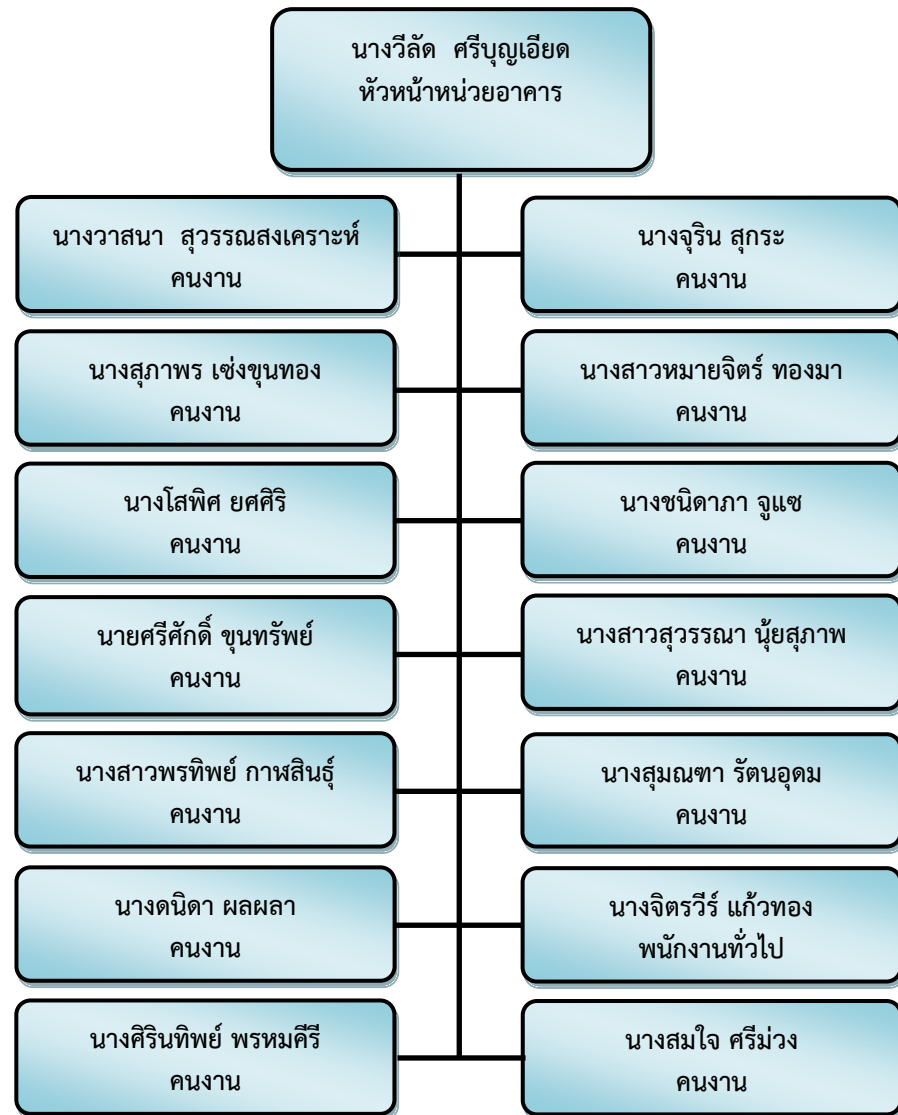 นางวีลัด ศรีบุญเอียด
หัวหน้าหน่วยอาคาร
นางวาสนา สุวรรณสงเคราะห์
คนงาน
นางจุริน สุกระ
คนงาน
นางสุภาพร เซ่งขุนทอง
คนงาน
นางสาวหมายจิตร์ ทองมา
คนงาน
นางโสพิศ ยศศิริ
คนงาน
นางชนิดาภา จูแซ
คนงาน
นายศรีศักดิ์ ขุนทรัพย์
คนงาน
นางสาวสุวรรณา นุ้ยสุภาพ
คนงาน
นางสาวพรทิพย์ กาฬสินธุ์
คนงาน
นางสุมณฑา รัตนอุดม
คนงาน
นางดนิดา ผลผลา
คนงาน
นางจิตรวีร์ แก้วทอง
พนักงานทั่วไป
นางศิรินทิพย์ พรหมคีรี
คนงาน
นางสมใจ ศรีม่วง
คนงาน